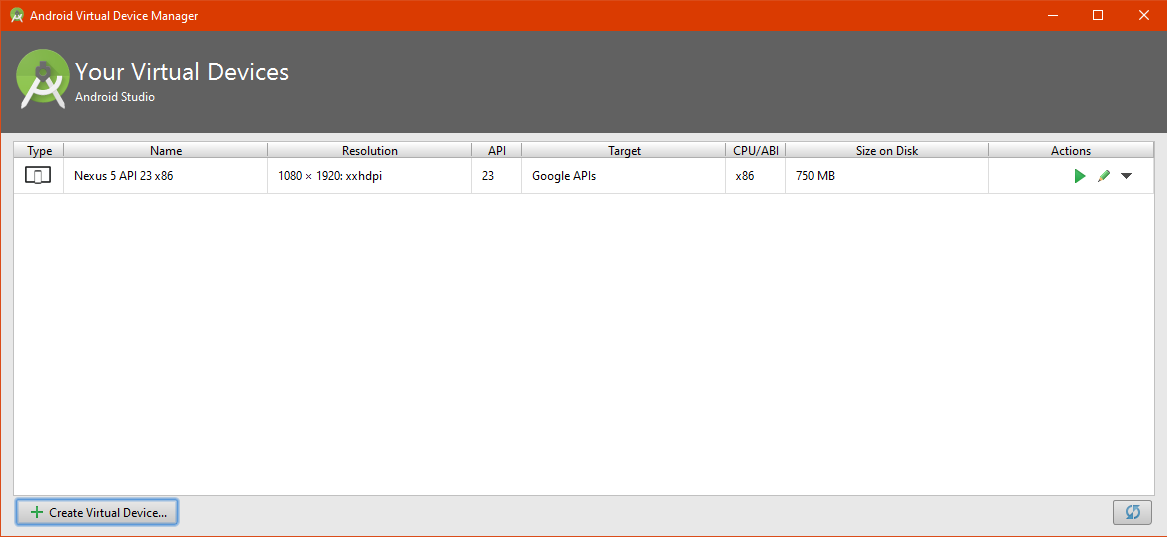 Android Virtual Device Manager
Your Virtual Devices
Android Studio
Type Name Resolution API Target CPU/ABI Size on Disk Actions
Nexus 5 API 23 x86 1080 × 1920: xxhdpi 23 Google APIs x86 750 MB
Create Virtual Device...